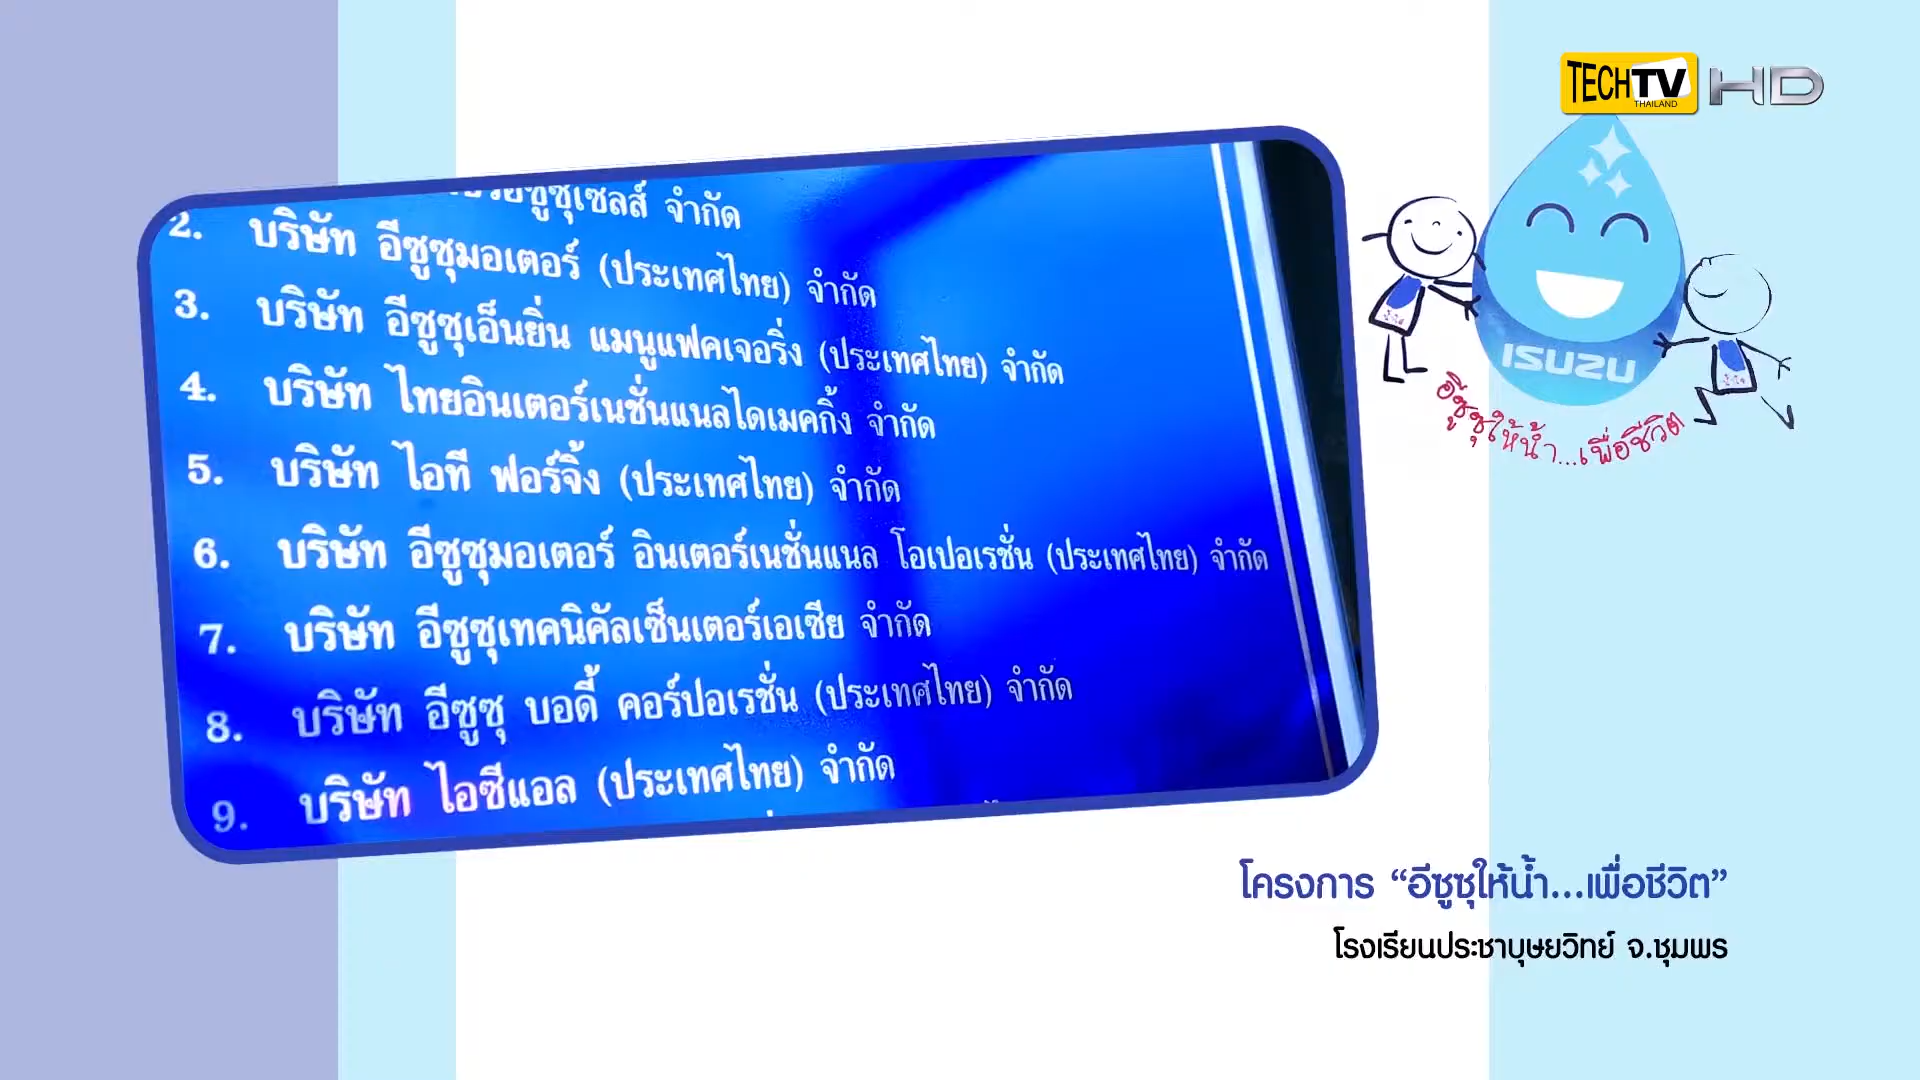 TECHTV HD
THAILAND
ซูซุเซลส์ จำกัด
2. บริษัท อีซูซุมอเตอร์ (ประเทศไทย) จำกัด
3. บริษัท อีซูซุเอ็นยิ่น แมนูแฟคเจอริ่ง (ประเทศไทย) จำกัด
4. บริษัท ไทยอินเตอร์เนชั่นแนลไดเมคกิ้ง จำกัด
5. บริษัท ไอที ฟอร์จิ้ง (ประเทศไทย) จำกัด
6. บริษัท อีซูซุมอเตอร์ อินเตอร์เนชั่นแนล โอเปอเรชั่น (ประเทศไทย) จำกัด
7. บริษัท อีซูซุเทคนิคัลเซ็นเตอร์เอเซีย จำกัด
8. บริษัท อีซูซุ บอดี้ คอร์ปอเรชั่น (ประเทศไทย) จำกัด
9. บริษัท ไอซีแอล (ประเทศไทย) จำกัด
ISUZU
อีซูซุให้น้ำ...เพื่อชีวิต
โครงการ “อีซูซุให้น้ำ...เพื่อชีวิต”
โรงเรียนประชาบุษยวิทย์ จ.ชุมพร